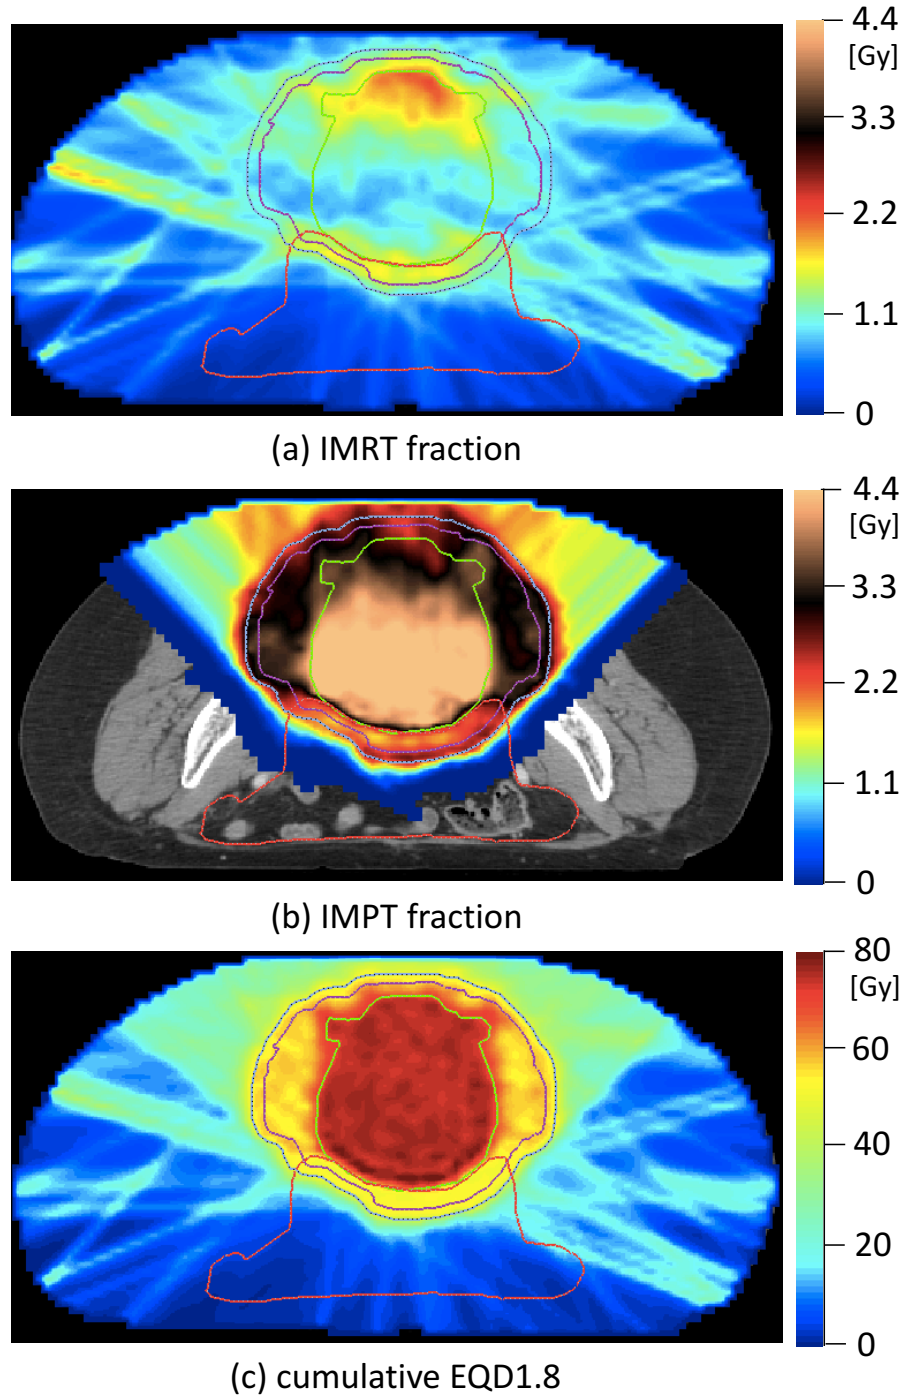 4.4
[Gy]
3.3
2.2
1.1
0
(a) IMRT fraction
4.4
[Gy]
3.3
2.2
1.1
0
(b) IMPT fraction
80
[Gy]
60
40
20
0
(c) cumulative EQD1.8